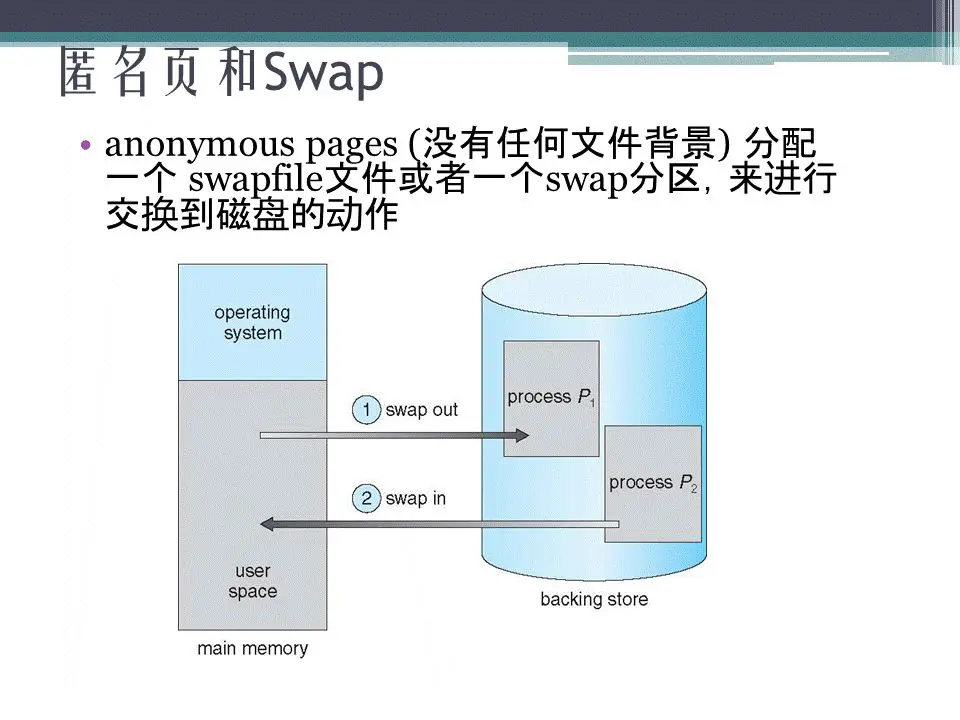 匿名页和Swap
• anonymous pages (没有任何文件背景) 分配
一个 swapfile文件或者一个swap分区，来进行
交换到磁盘的动作
operating
system
process P1
1 swap out
process P2
2 swap in
user
space
backing store
main memory